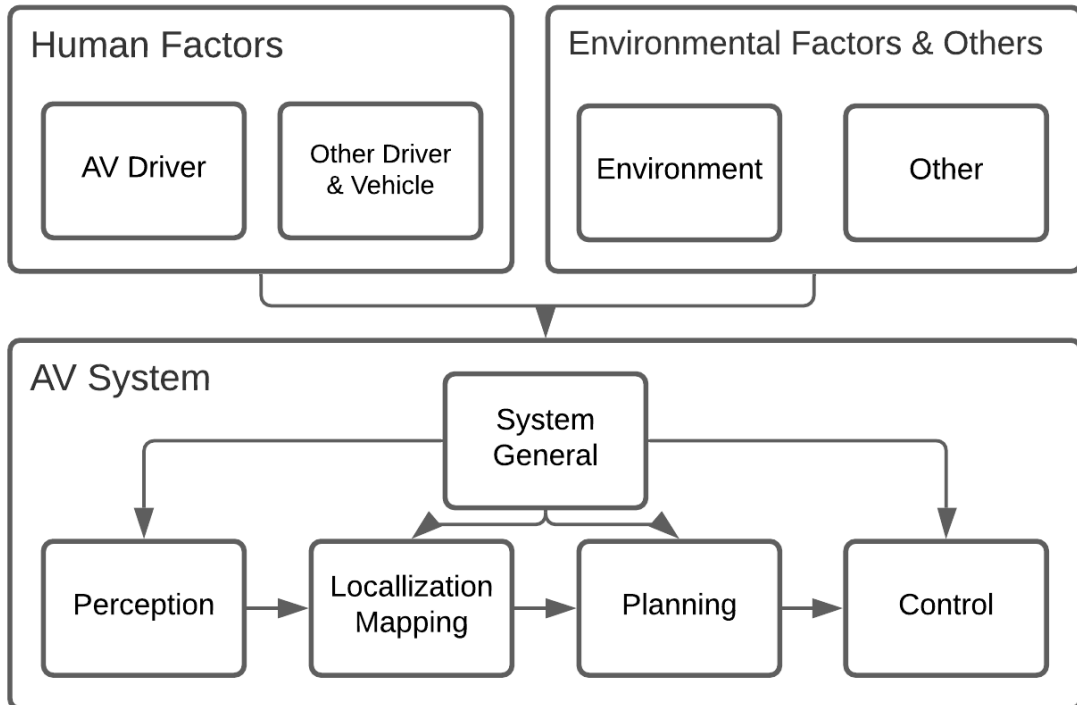 Human Factors
Environmental Factors & Others
AV Driver
Other Driver
& Vehicle
Environment
Other
AV System
System
General
Perception
Locallization
Mapping
Planning
Control